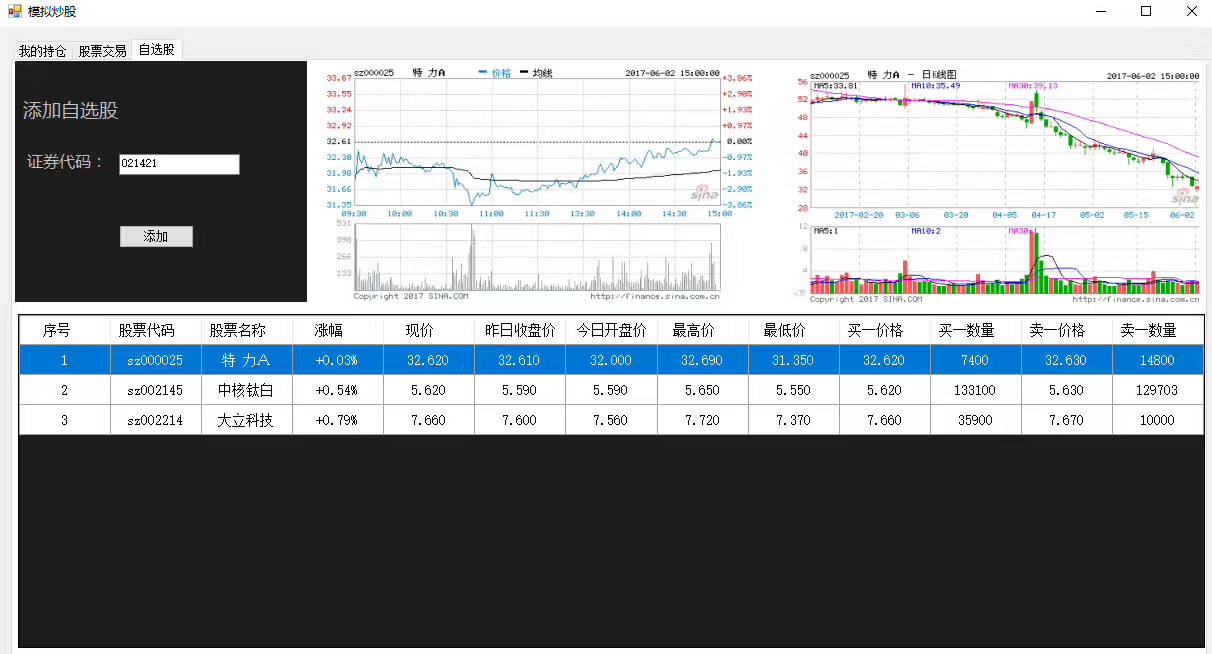 模拟炒股
我的持仓 股票交易 自选股
添加自选股
证券代码： 021421
添加
sz000025 特 力A 价格 均线 2017-06-02 15:00:00
33.87 +3.86%
33.55 +2.90%
33.24 +1.93%
32.92 +0.97%
32.61 0.00%
32.30 -0.97%
31.98 -1.93%
31.66 -2.90%
31.35 -3.86%
sina
09:30 10:00 10:30 11:00 11:30 13:30 14:00 14:30 15:00
531
398
266
133
Copyright 2017 SINA.COM http://finance.sina.com.cn
sz000025 特 力A - 日K线图 2017-06-02 15:00:00
MA5:33.81 MA10:35.49 MA30:39.13
56
52
48
44
40
36
32
28
sina
2017-02-20 03-06 03-20 04-05 04-17 05-02 05-15 06-02
MA5:1 MA10:2 MA30:
12
8
4
Copyright 2017 SINA.COM http://finance.sina.com.cn
序号 股票代码 股票名称 涨幅 现价 昨日收盘价 今日开盘价 最高价 最低价 买一价格 买一数量 卖一价格 卖一数量
1 sz000025 特 力A +0.03% 32.620 32.610 32.000 32.690 31.350 32.620 7400 32.630 14800
2 sz002145 中核钛白 +0.54% 5.620 5.590 5.590 5.650 5.550 5.620 133100 5.630 129703
3 sz002214 大立科技 +0.79% 7.660 7.600 7.560 7.720 7.370 7.660 35900 7.670 10000